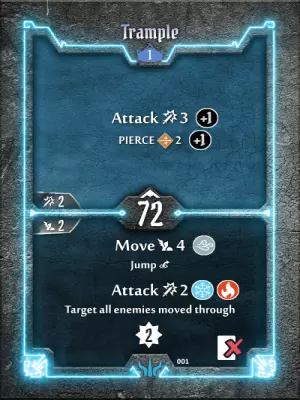 Trample
1
Attack 3 +1
PIERCE 2 +1
2
72
2
Move 4
Jump
Attack 2
Target all enemies moved through
2
001